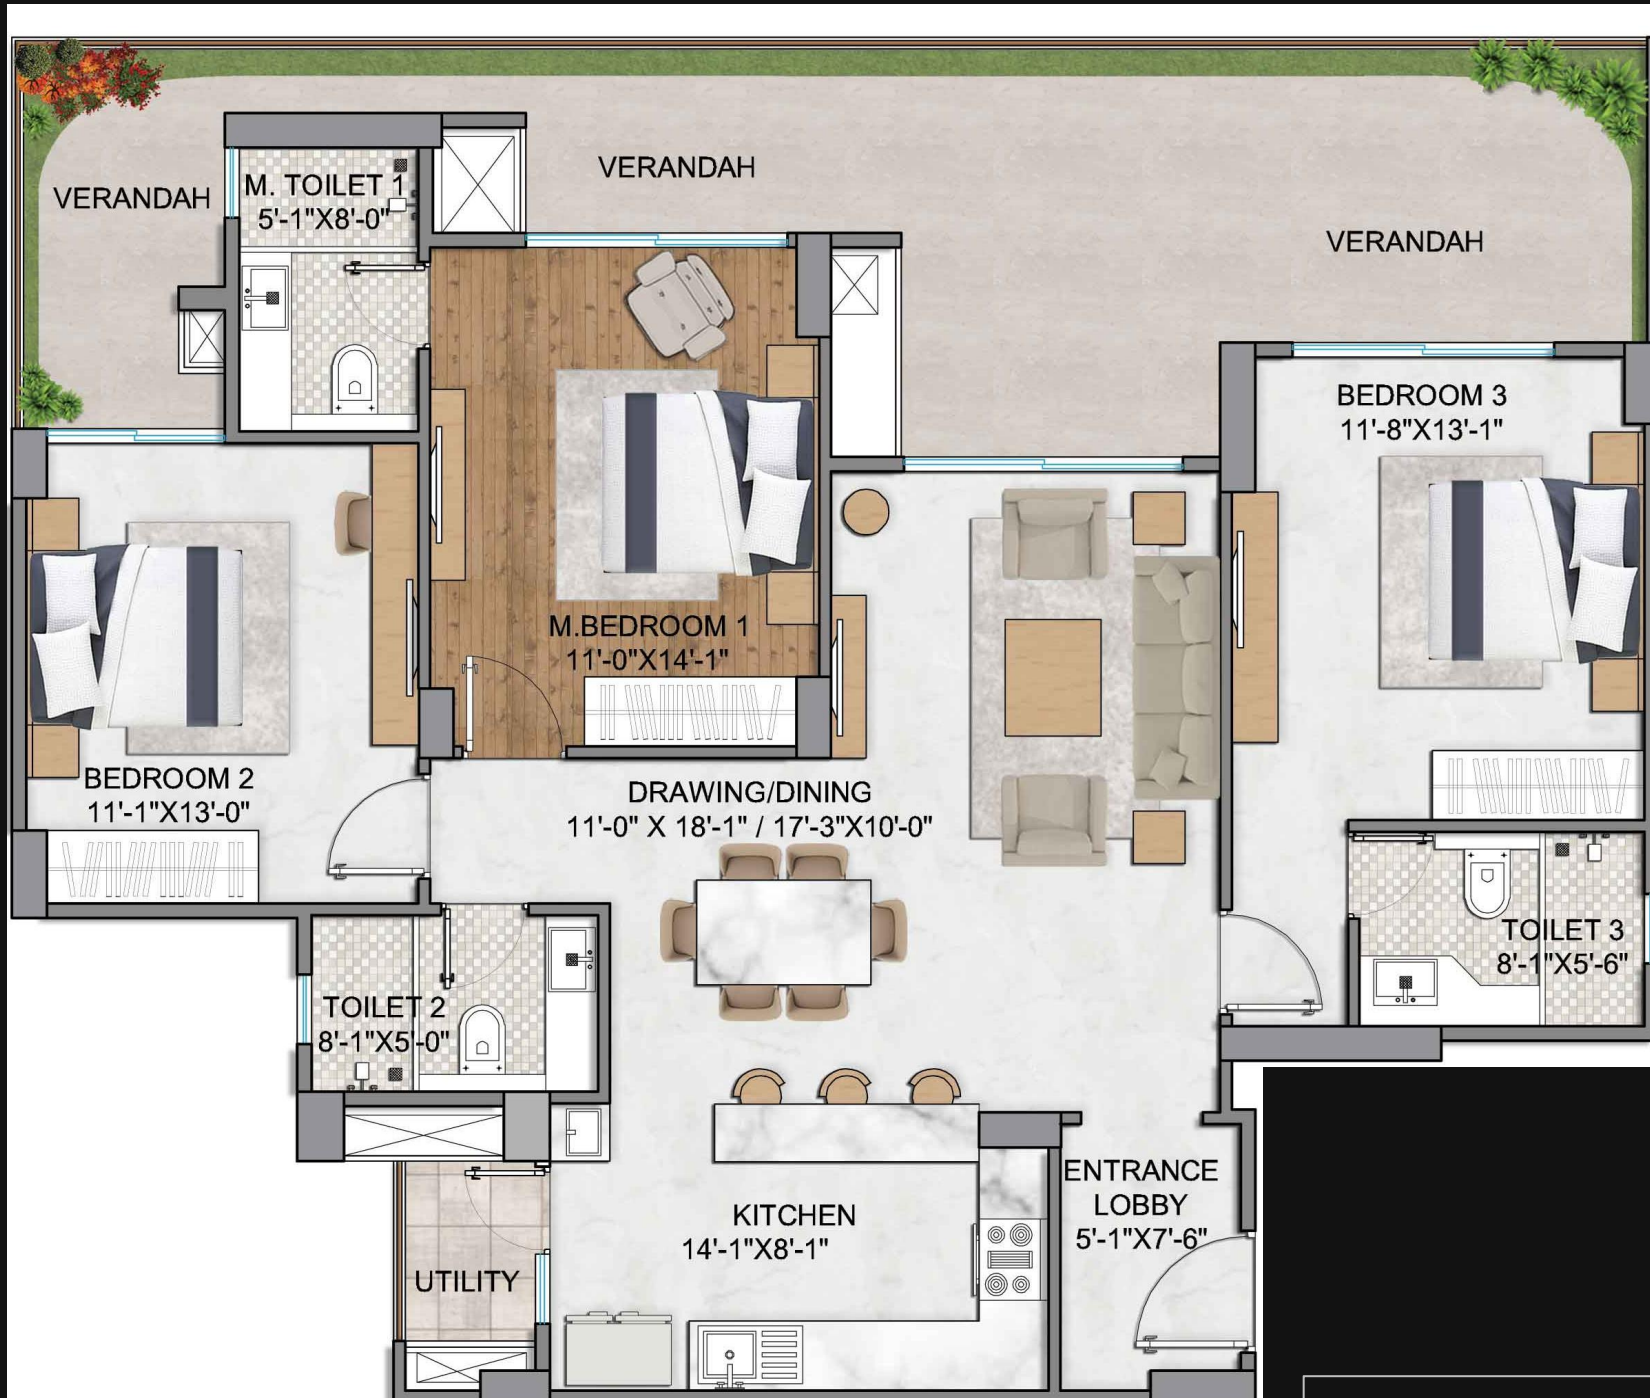 VERANDAH
VERANDAH
VERANDAH
M. TOILET 1
5'-1"X8'-0"
BEDROOM 3
11'-8"X13'-1"
M.BEDROOM 1
11'-0"X14'-1"
BEDROOM 2
11'-1"X13'-0"
DRAWING/DINING
11'-0" X 18'-1" / 17'-3"X10'-0"
TOILET 3
8'-1"X5'-6"
TOILET 2
8'-1"X5'-0"
ENTRANCE
LOBBY
5'-1"X7'-6"
KITCHEN
14'-1"X8'-1"
UTILITY